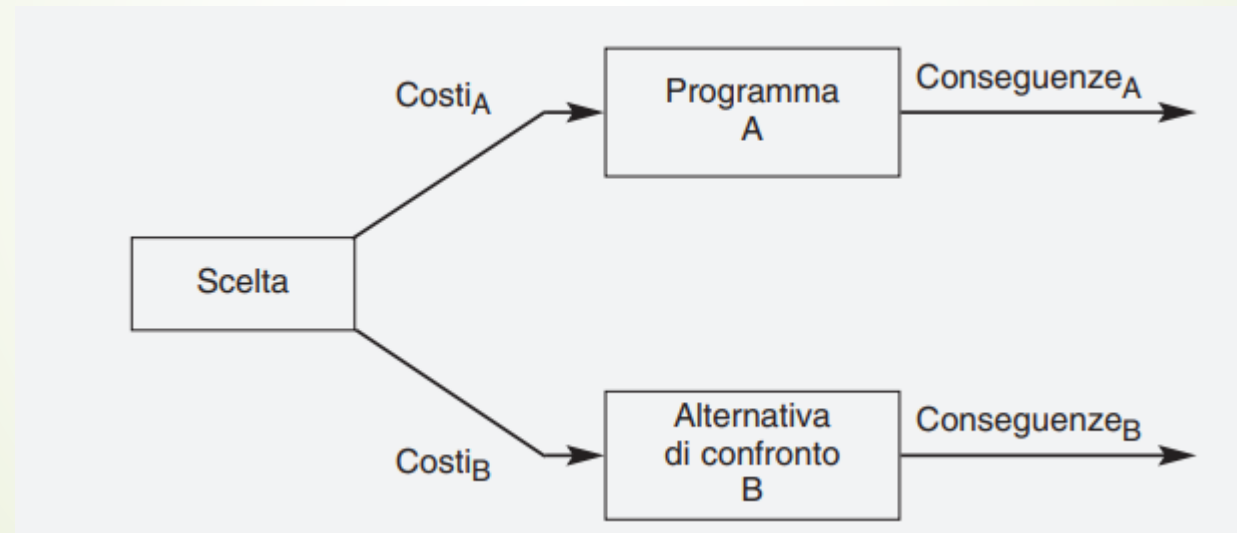 Costi_A
Programma
A
Conseguenze_A
Scelta
Costi_B
Alternativa
di confronto
B
Conseguenze_B